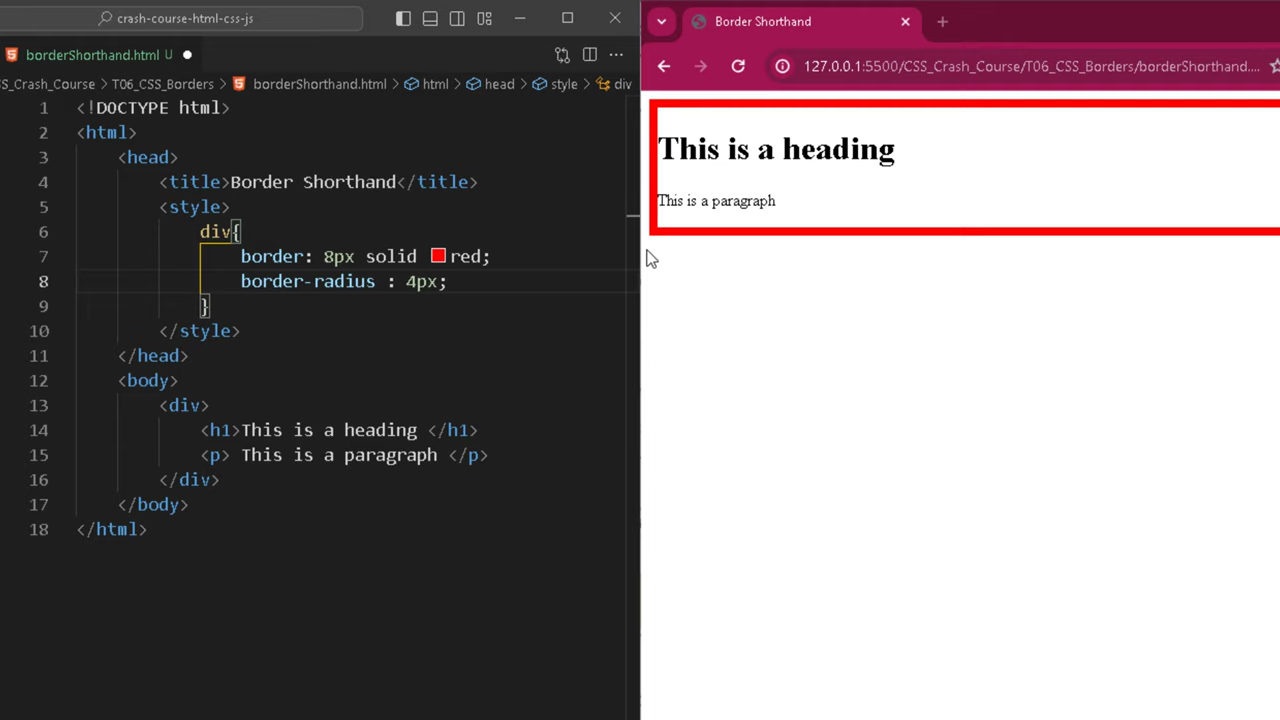 crash-course-html-css-js
borderShorthand.html U
S_Crash_Course > T06_CSS_Borders > borderShorthand.html > html > head > style > div
1 <!DOCTYPE html>
2 <html>
3 <head>
4 <title>Border Shorthand</title>
5 <style>
6 div{
7 border: 8px solid red;
8 border-radius : 4px;
9 }
10 </style>
11 </head>
12 <body>
13 <div>
14 <h1>This is a heading </h1>
15 <p> This is a paragraph </p>
16 </div>
17 </body>
18 </html>
Border Shorthand
127.0.0.1:5500/CSS_Crash_Course/T06_CSS_Borders/borderShorthand....
This is a heading
This is a paragraph